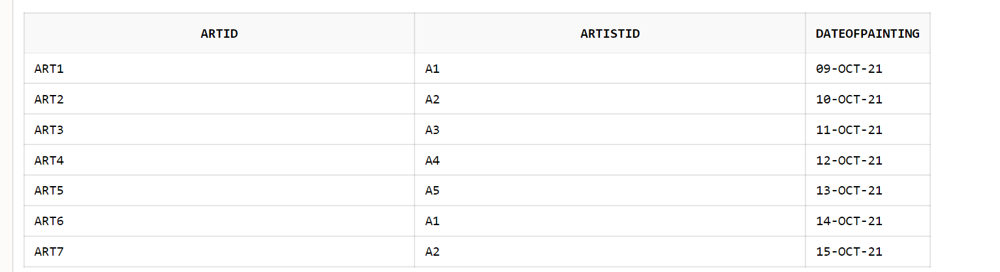 ARTID ARTISTID DATEOFPAINTING
ART1 A1 09-OCT-21
ART2 A2 10-OCT-21
ART3 A3 11-OCT-21
ART4 A4 12-OCT-21
ART5 A5 13-OCT-21
ART6 A1 14-OCT-21
ART7 A2 15-OCT-21